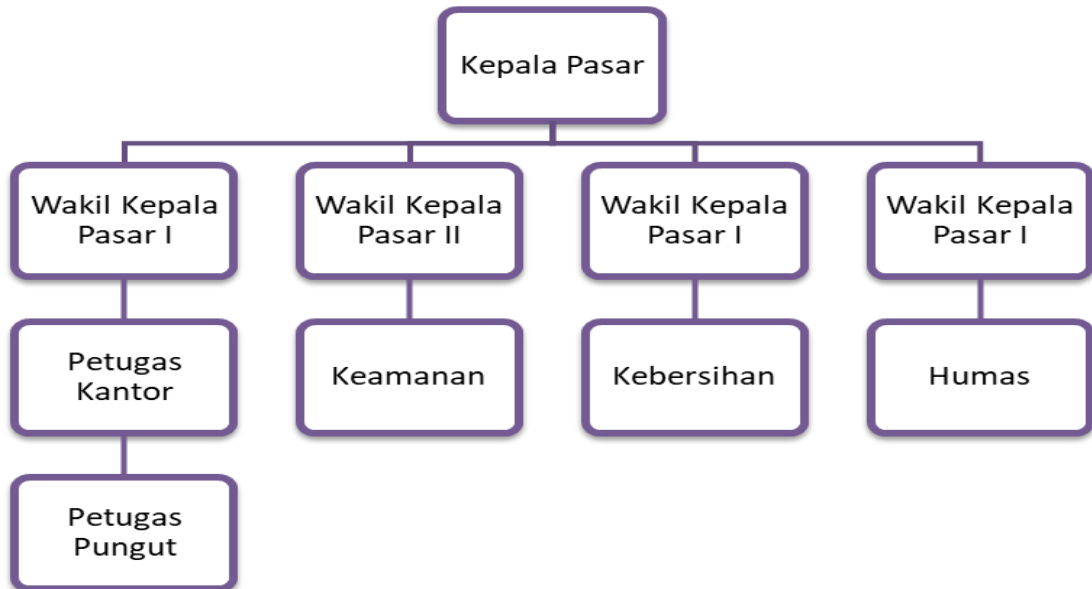 Kepala Pasar
Wakil Kepala
Pasar I
Wakil Kepala
Pasar II
Wakil Kepala
Pasar I
Wakil Kepala
Pasar I
Petugas
Kantor
Keamanan
Kebersihan
Humas
Petugas
Pungut